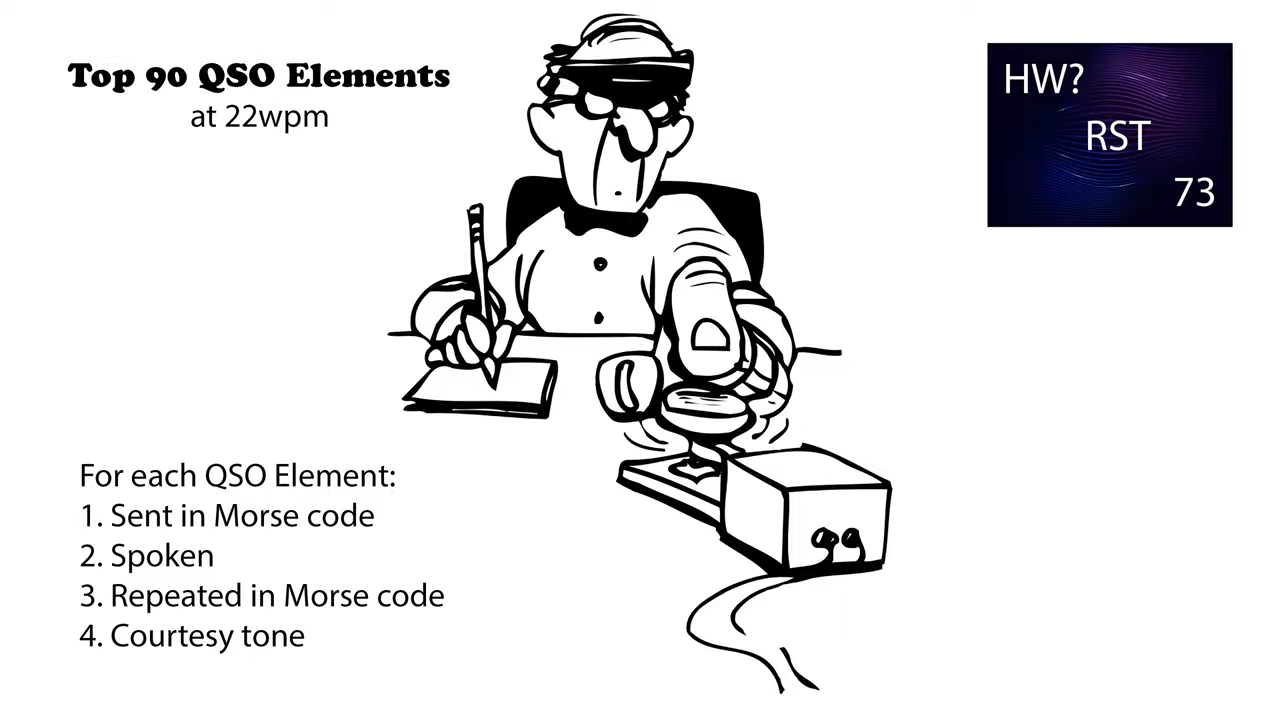 Top 90 QSO Elements
at 22wpm
HW?
RST
73
For each QSO Element:
1. Sent in Morse code
2. Spoken
3. Repeated in Morse code
4. Courtesy tone